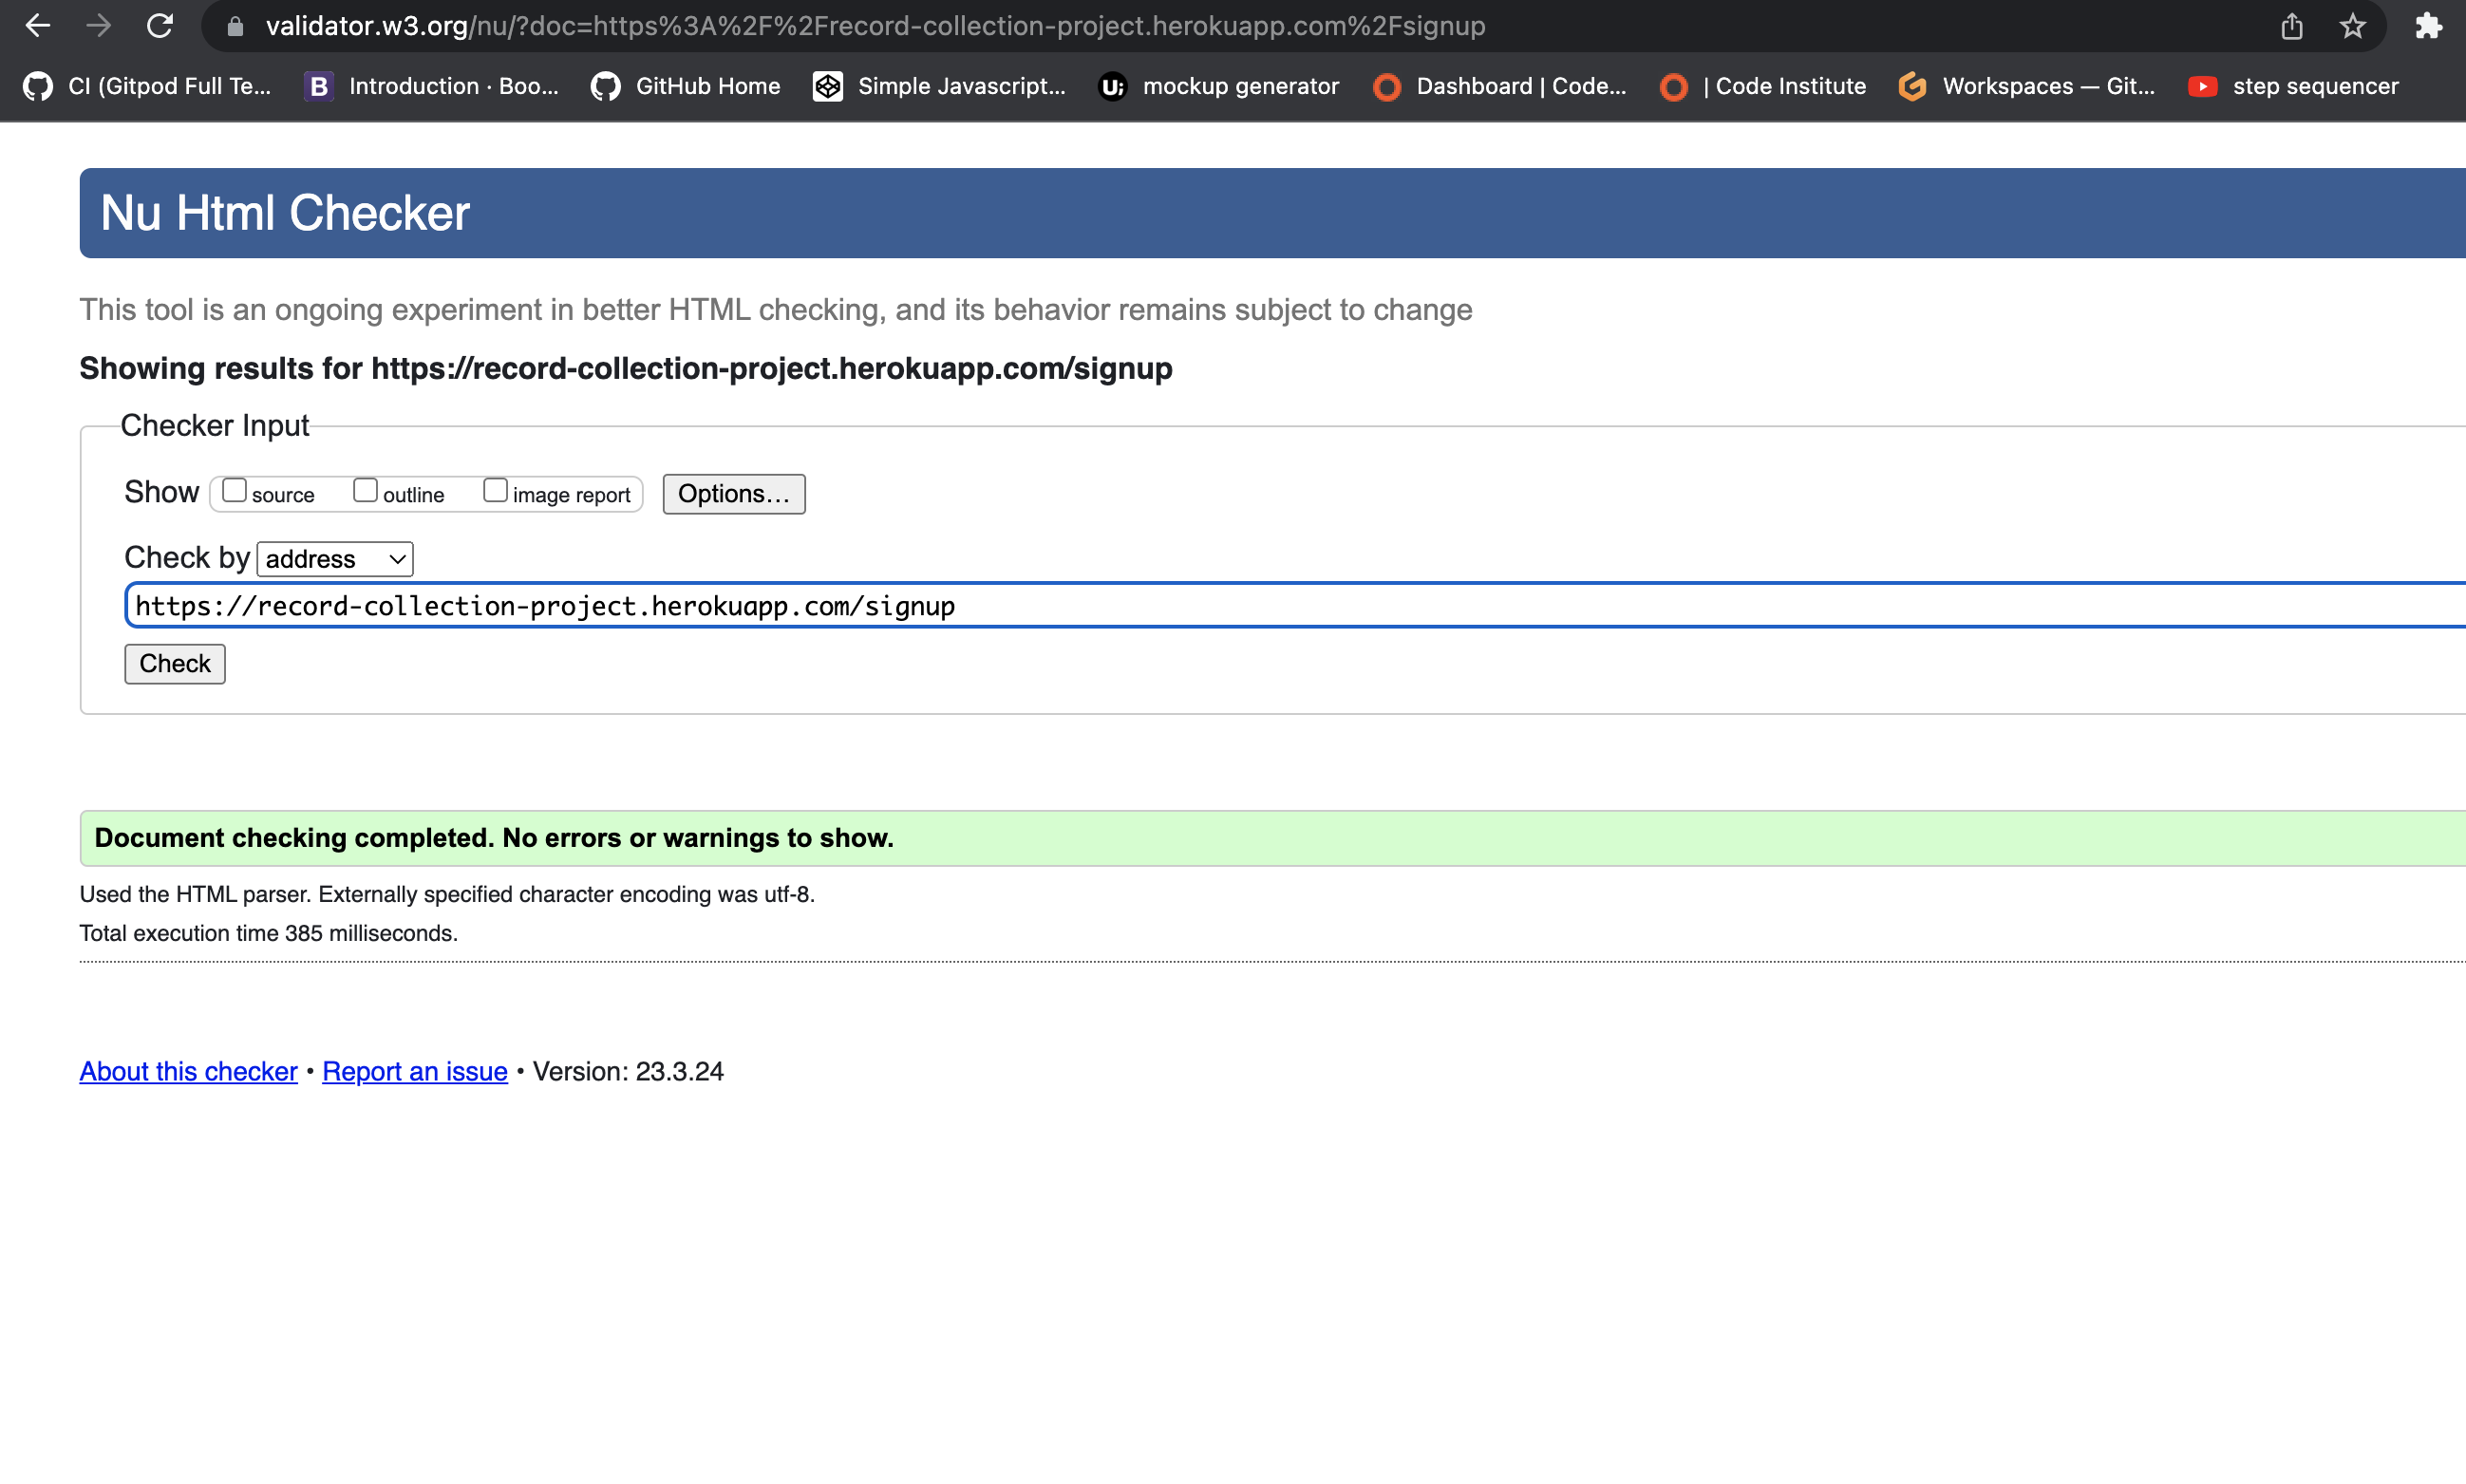 validator.w3.org/nu/?doc=https%3A%2F%2Frecord-collection-project.herokuapp.com%2Fsignup
CI (Gitpod Full Te... B Introduction · Boo... GitHub Home Simple Javascript... U; mockup generator Dashboard | Code... | Code Institute Workspaces — Git... step sequencer
Nu Html Checker
This tool is an ongoing experiment in better HTML checking, and its behavior remains subject to change
Showing results for https://record-collection-project.herokuapp.com/signup
Checker Input
Show source outline image report Options...
Check by address
https://record-collection-project.herokuapp.com/signup
Check
Document checking completed. No errors or warnings to show.
Used the HTML parser. Externally specified character encoding was utf-8.
Total execution time 385 milliseconds.
About this checker • Report an issue • Version: 23.3.24